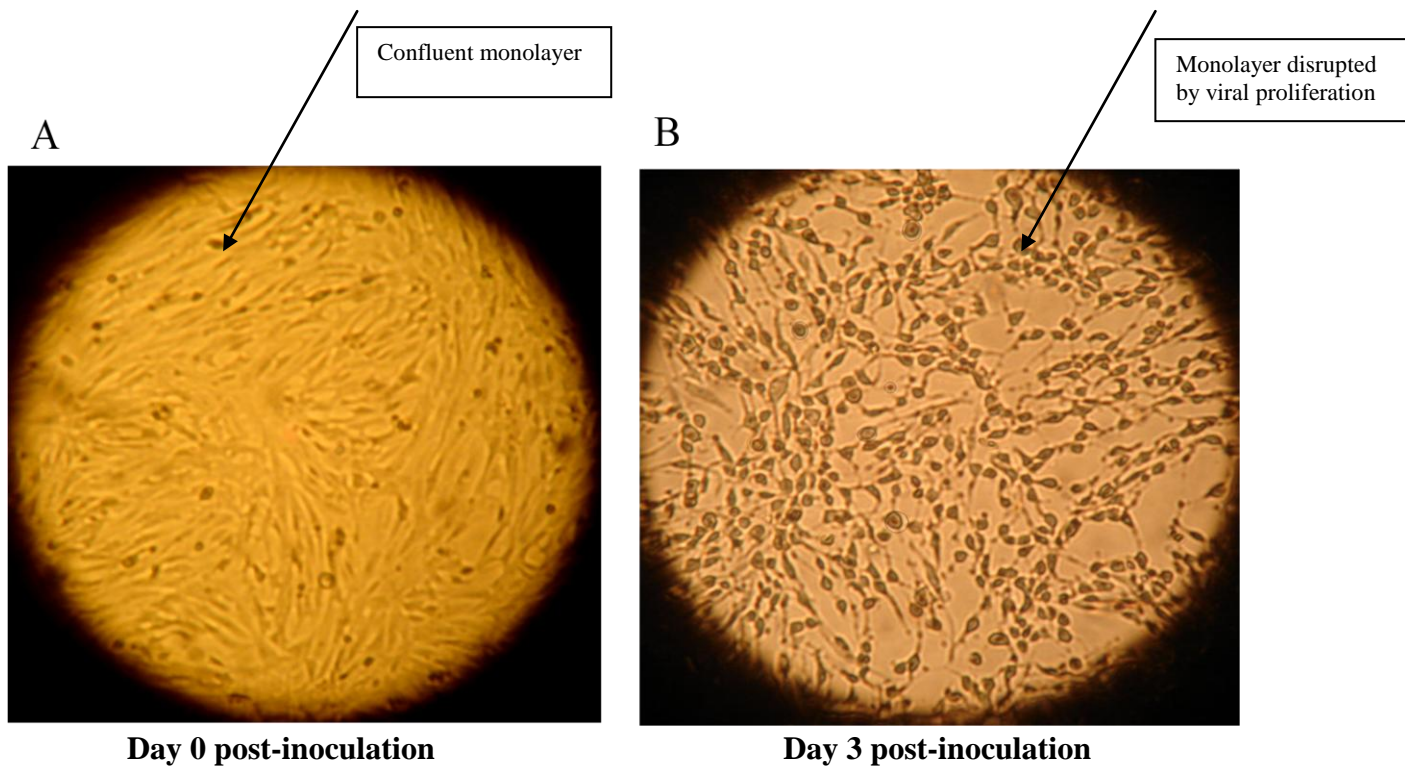 Confluent monolayer
Monolayer disrupted
by viral proliferation
A
B
Day 0 post-inoculation
Day 3 post-inoculation